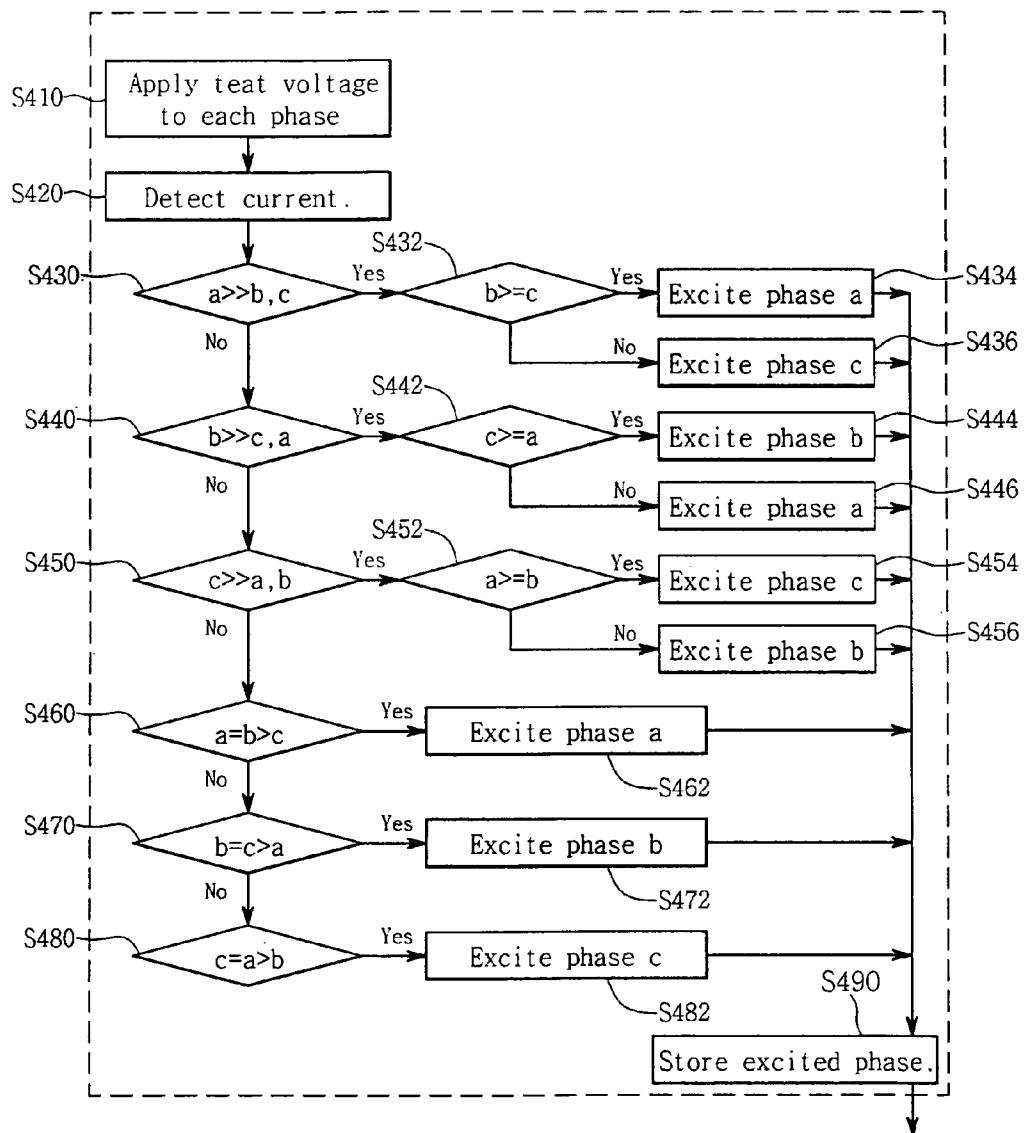 S410
Apply teat voltage
to each phase
S420
Detect current.
S430
a>>b,c
Yes
No
S432
b>=c
Yes
Excite phase a
S434
No
Excite phase c
S436
S440
b>>c,a
Yes
No
S442
c>=a
Yes
Excite phase b
S444
No
Excite phase a
S446
S450
c>>a,b
Yes
No
S452
a>=b
Yes
Excite phase c
S454
No
Excite phase b
S456
S460
a=b>c
Yes
No
Excite phase a
S462
S470
b=c>a
Yes
No
Excite phase b
S472
S480
c=a>b
Yes
Excite phase c
S482
S490
Store excited phase.